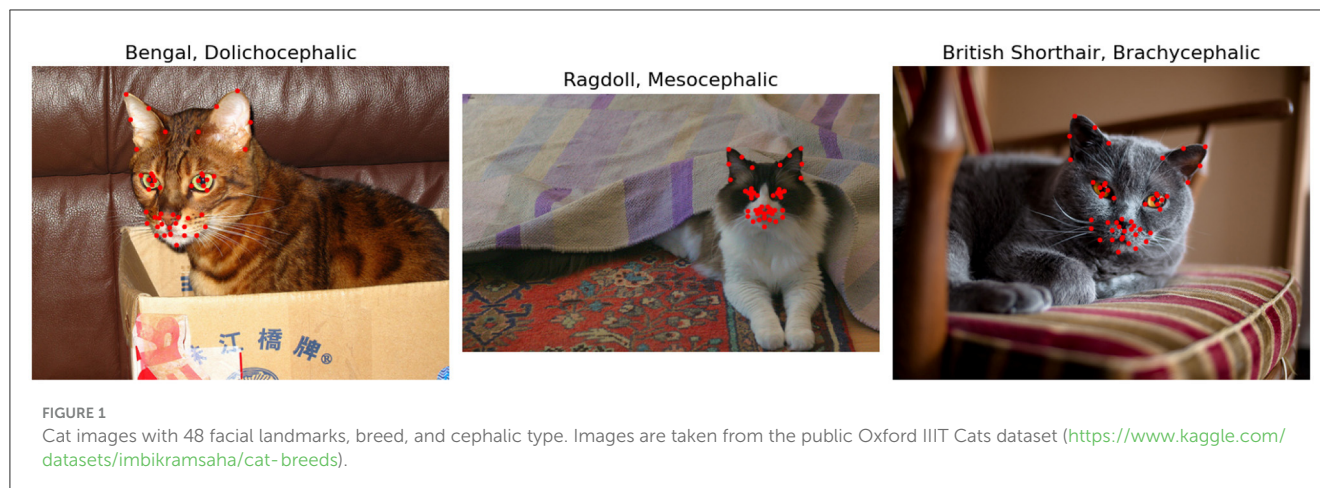 Bengal, Dolichocephalic
Ragdoll, Mesocephalic
British Shorthair, Brachycephalic
江橋牌®
FIGURE 1
Cat images with 48 facial landmarks, breed, and cephalic type. Images are taken from the public Oxford IIIT Cats dataset (https://www.kaggle.com/
datasets/imbikramsaha/cat-breeds).